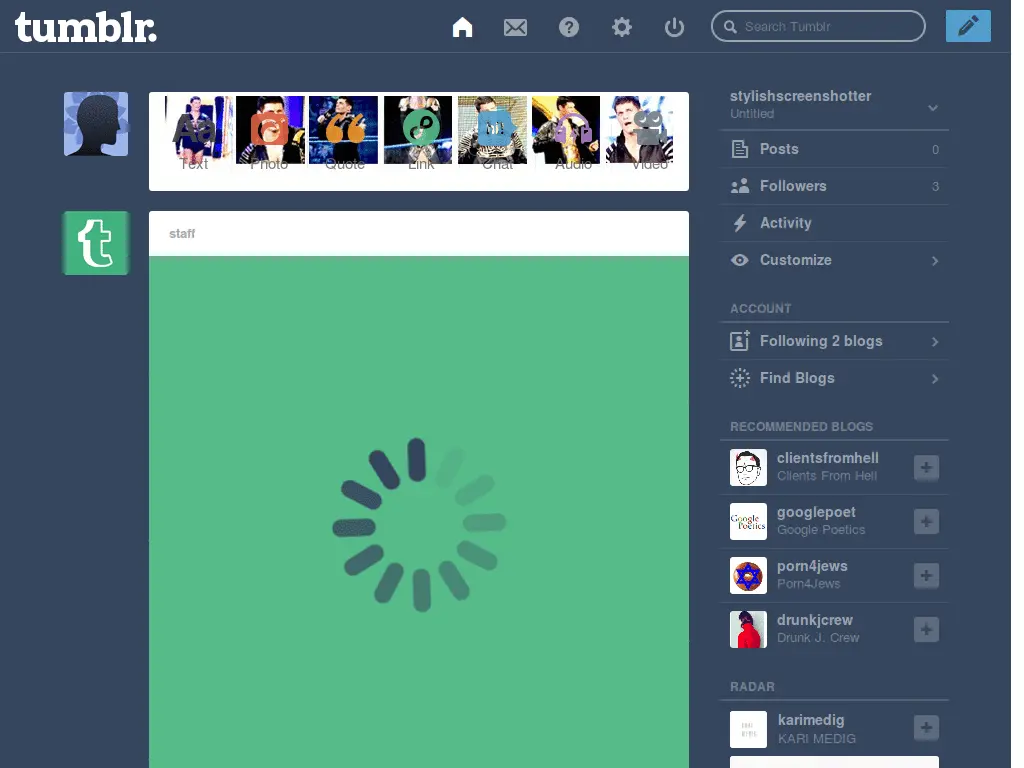 tumblr.
Search Tumblr
Aa
Text
Photo
Quote
Link
Chat
Audio
Video
t
staff
stylishscreenshotter
Untitled
Posts 0
Followers 3
Activity
Customize
ACCOUNT
Following 2 blogs
Find Blogs
RECOMMENDED BLOGS
clientsfromhell
Clients From Hell
Google
Poetics
googlepoet
Google Poetics
porn4jews
Porn4Jews
drunkjcrew
Drunk J. Crew
RADAR
karimedig
KARI MEDIG